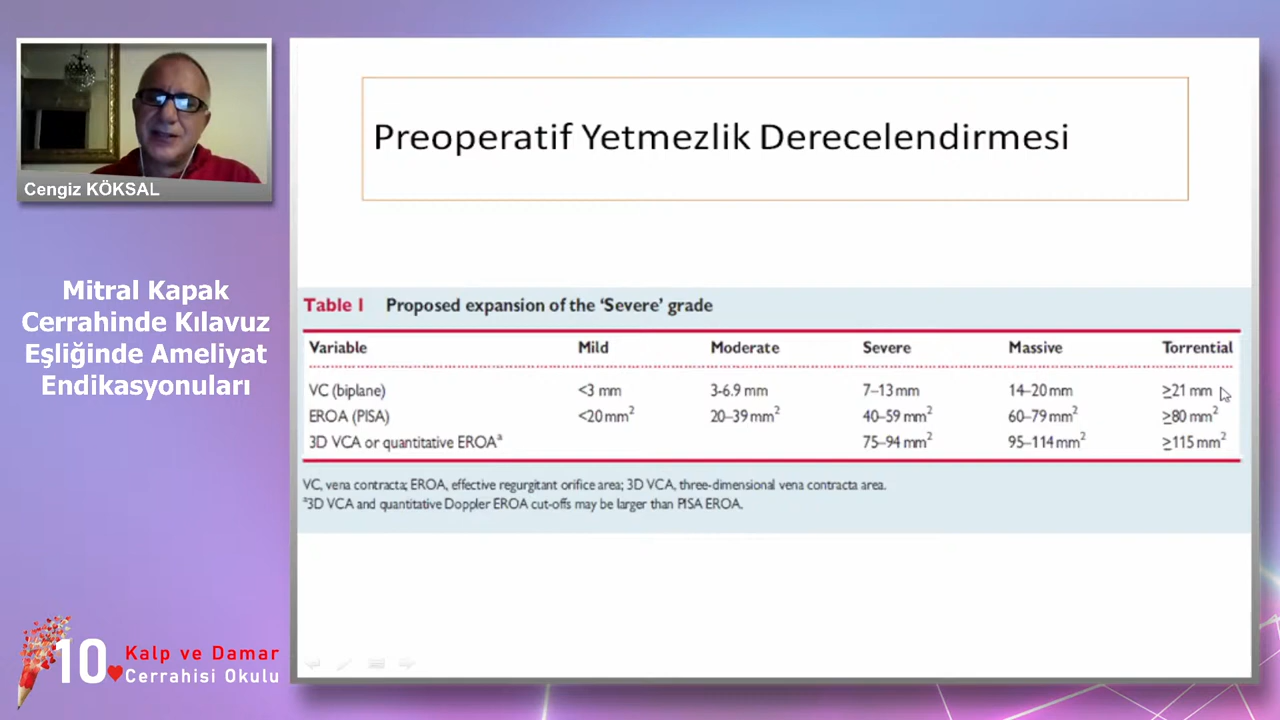 Cengiz KÖKSAL
Mitral Kapak
Cerrahinde Kılavuz
Eşliğinde Ameliyat
Endikasyonuları
10 Kalp ve Damar
Cerrahisi Okulu
Preoperatif Yetmezlik Derecelendirmesi
Table 1 Proposed expansion of the ‘Severe’ grade
Variable Mild Moderate Severe Massive Torrential
VC (biplane) <3 mm 3-6.9 mm 7–13 mm 14–20 mm ≥21 mm
EROA (PISA) <20 mm² 20–39 mm² 40–59 mm² 60–79 mm² ≥80 mm²
3D VCA or quantitative EROAᵃ 75–94 mm² 95–114 mm² ≥115 mm²
VC, vena contracta; EROA, effective regurgitant orifice area; 3D VCA, three-dimensional vena contracta area.
ᵃ3D VCA and quantitative Doppler EROA cut-offs may be larger than PISA EROA.